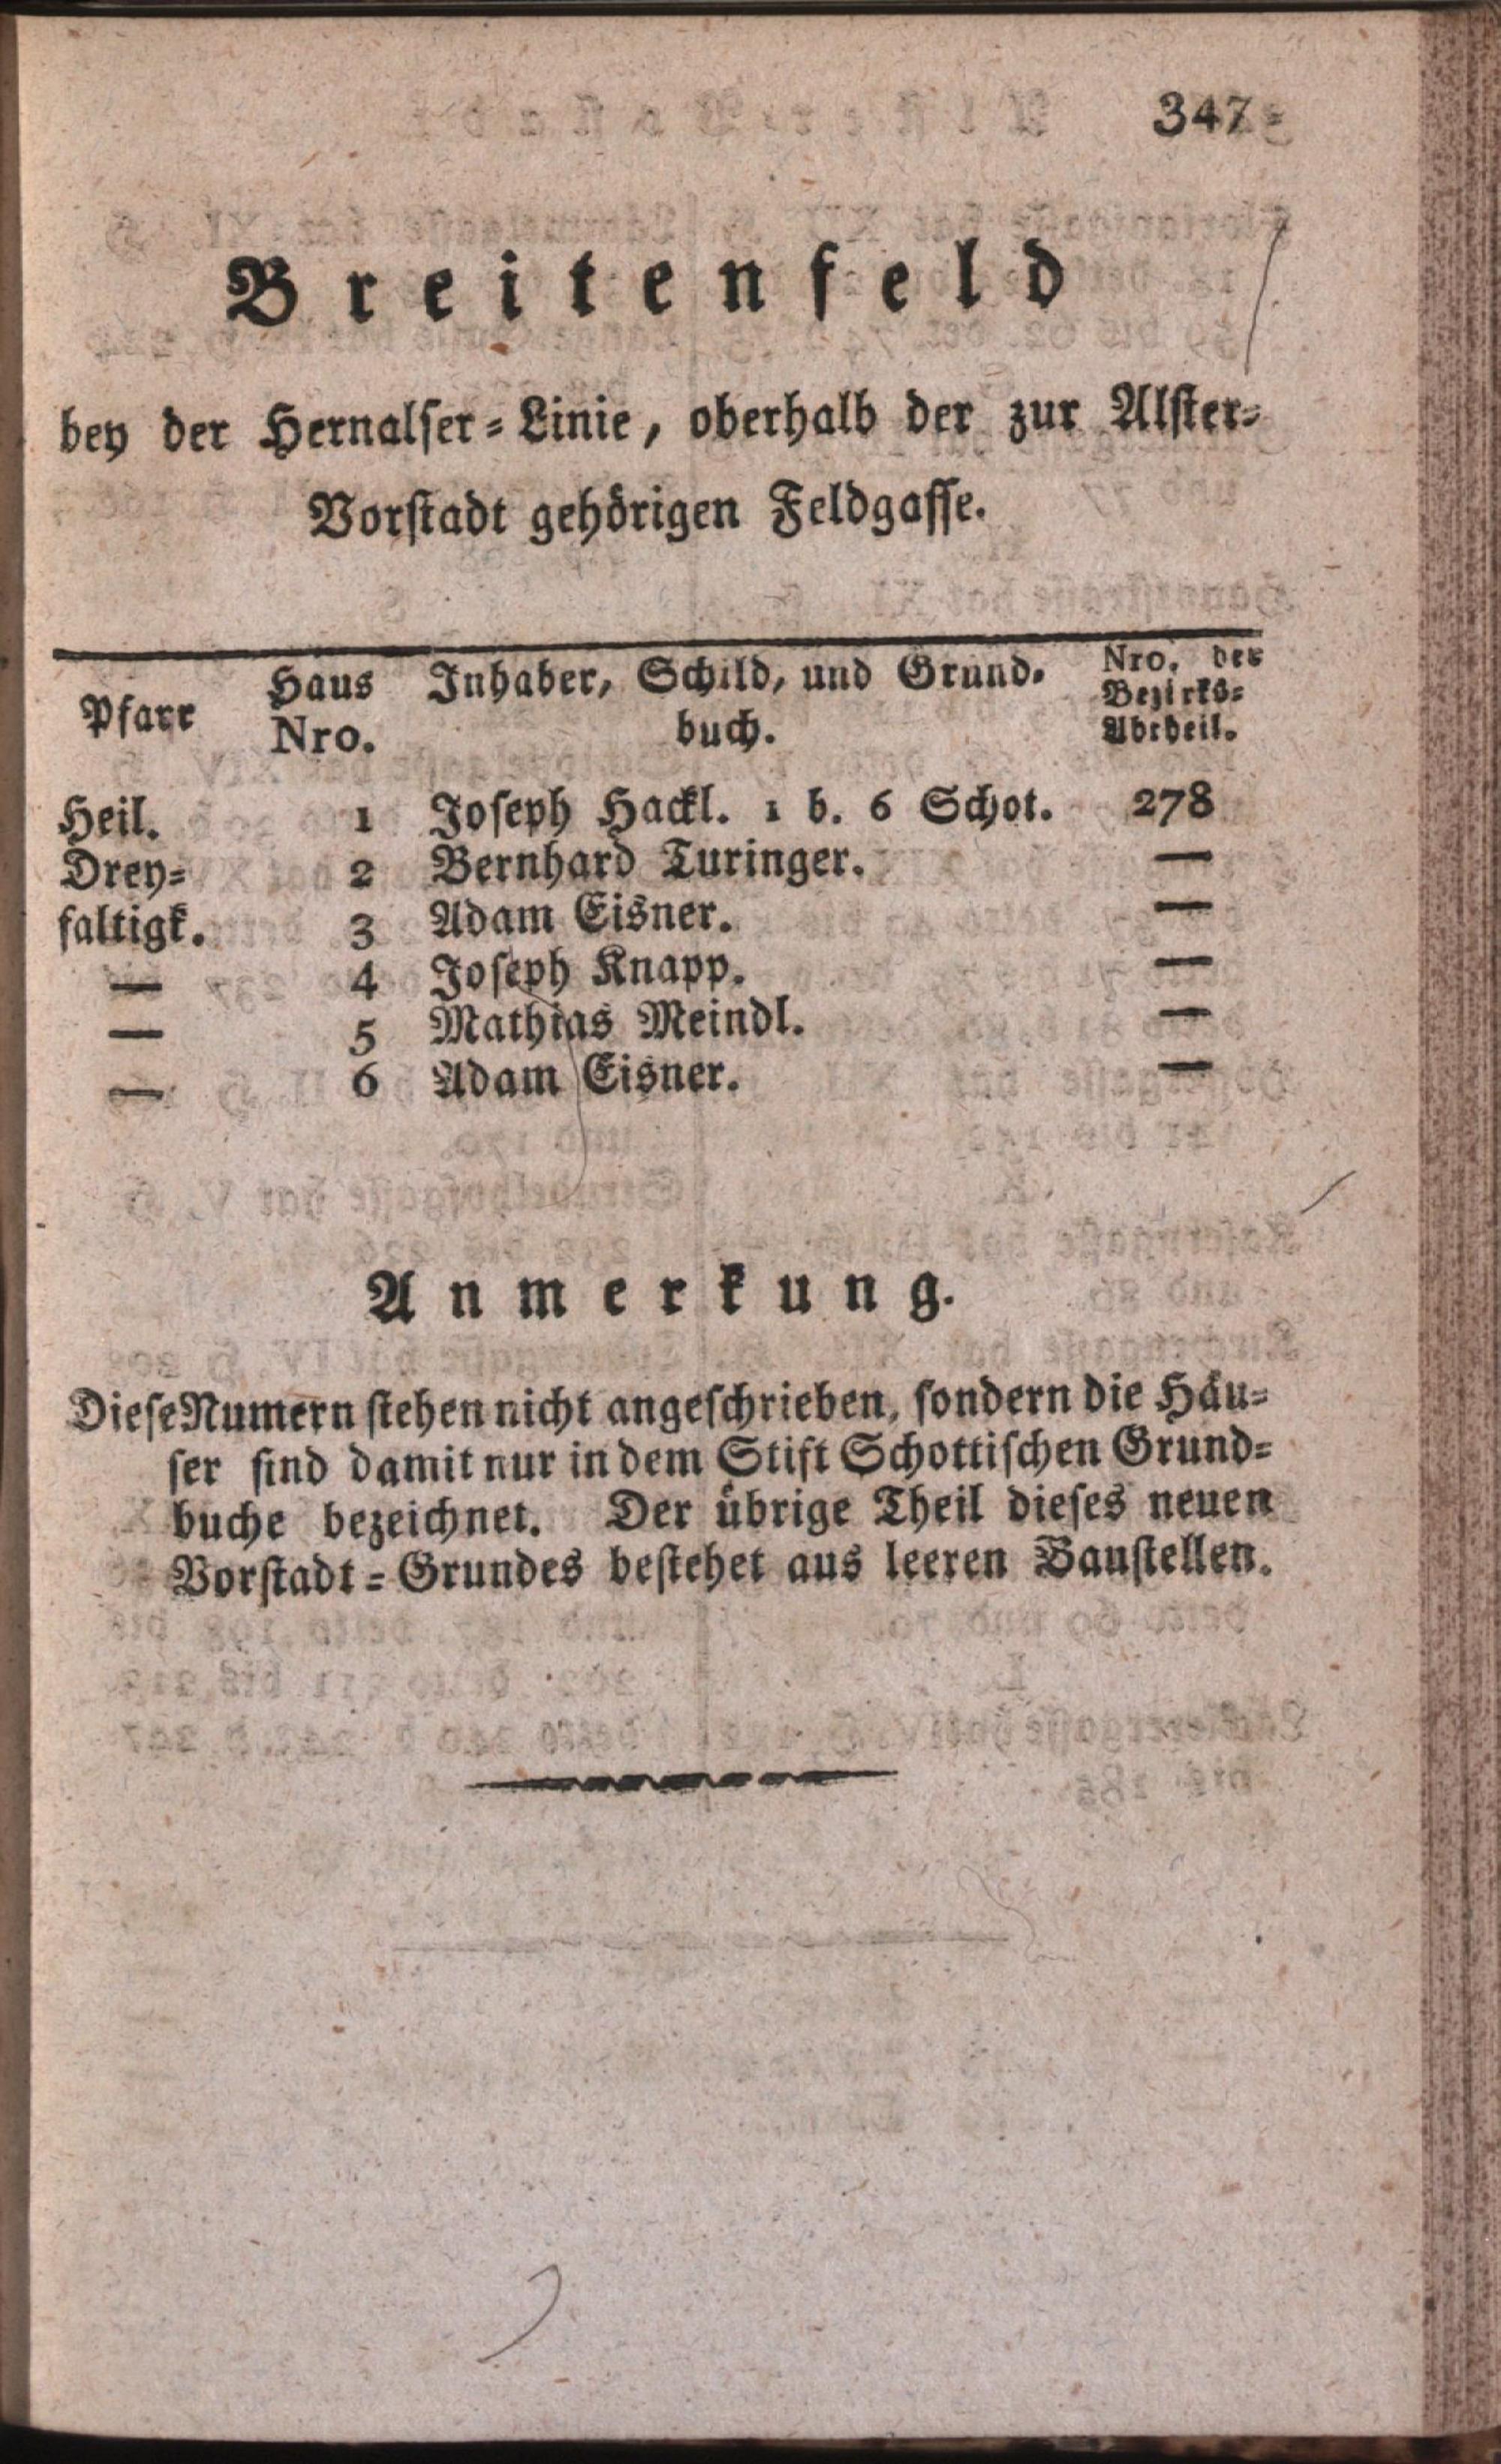 347
Breitenfeld
bey der Hernalser-Linie, oberhalb der zur Alster-
Vorstadt gehörigen Feldgasse.
Pfarr Haus Nro. Inhaber, Schild, und Grund-buch. Nro. der Bezirks-Abtheil.
Heil. 1 Joseph Hackl. 1 b. 6 Schot. 278
Drey- 2 Bernhard Turinger. —
faltigk. 3 Adam Eisner. —
— 4 Joseph Knapp. —
— 5 Mathias Meindl. —
— 6 Adam Eisner. —
Anmerkung.
Diese Numern stehen nicht angeschrieben, sondern die Häu-
ser sind damit nur in dem Stift Schottischen Grund-
buche bezeichnet. Der übrige Theil dieses neuen
Vorstadt-Grundes bestehet aus leeren Baustellen.